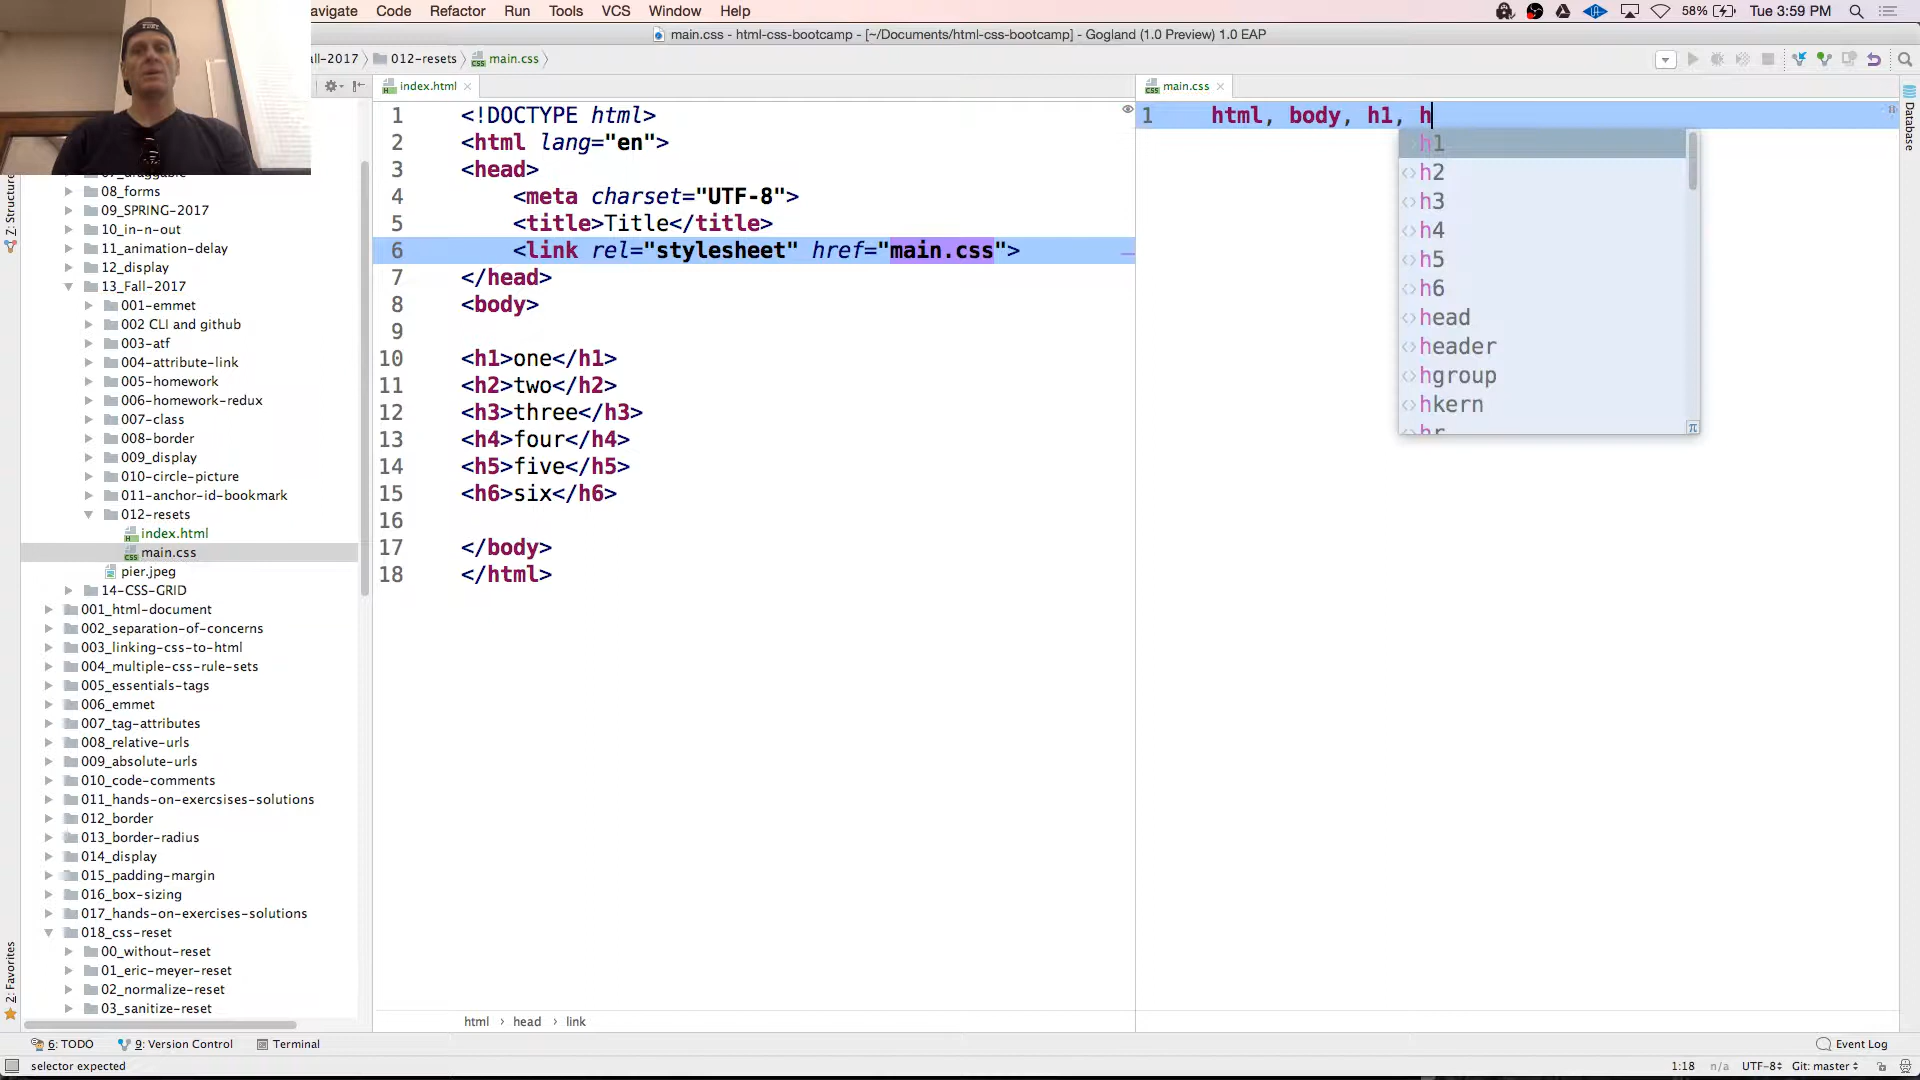 avigate Code Refactor Run Tools VCS Window Help 58% Tue 3:59 PM
main.css - html-css-bootcamp - [~/Documents/html-css-bootcamp] - Gogland (1.0 Preview) 1.0 EAP
ll-2017 012-resets main.css
index.html
main.css
1 <!DOCTYPE html>
2 <html lang="en">
3 <head>
4 <meta charset="UTF-8">
5 <title>Title</title>
6 <link rel="stylesheet" href="main.css">
7 </head>
8 <body>
9
10 <h1>one</h1>
11 <h2>two</h2>
12 <h3>three</h3>
13 <h4>four</h4>
14 <h5>five</h5>
15 <h6>six</h6>
16
17 </body>
18 </html>
1 html, body, h1, h
h1
h2
h3
h4
h5
h6
head
header
hgroup
hkern
hr
π
Database
Z: Structure
2: Favorites
07_draggable
08_forms
09_SPRING-2017
10_in-n-out
11_animation-delay
12_display
13_Fall-2017
001-emmet
002 CLI and github
003-atf
004-attribute-link
005-homework
006-homework-redux
007-class
008-border
009_display
010-circle-picture
011-anchor-id-bookmark
012-resets
index.html
main.css
pier.jpeg
14-CSS-GRID
001_html-document
002_separation-of-concerns
003_linking-css-to-html
004_multiple-css-rule-sets
005_essentials-tags
006_emmet
007_tag-attributes
008_relative-urls
009_absolute-urls
010_code-comments
011_hands-on-exercsises-solutions
012_border
013_border-radius
014_display
015_padding-margin
016_box-sizing
017_hands-on-exercises-solutions
018_css-reset
00_without-reset
01_eric-meyer-reset
02_normalize-reset
03_sanitize-reset
html head link
6: TODO 9: Version Control Terminal Event Log
selector expected 1:18 n/a UTF-8 Git: master